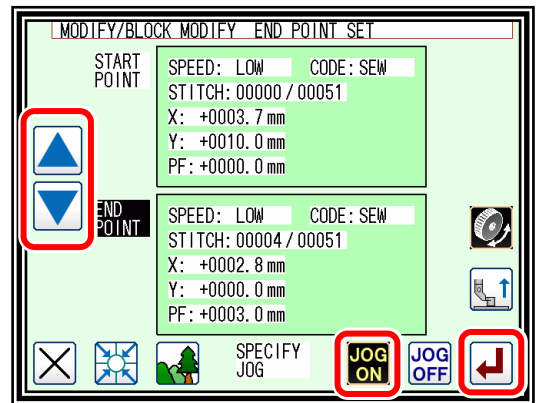 MODIFY/BLOCK MODIFY END POINT SET
START
POINT
SPEED: LOW CODE: SEW
STITCH: 00000 / 00051
X: +0003.7 mm
Y: +0010.0 mm
PF: +0000.0 mm
END
POINT
SPEED: LOW CODE: SEW
STITCH: 00004 / 00051
X: +0002.8 mm
Y: +0000.0 mm
PF: +0003.0 mm
SPECIFY
JOG
JOG
ON
JOG
OFF